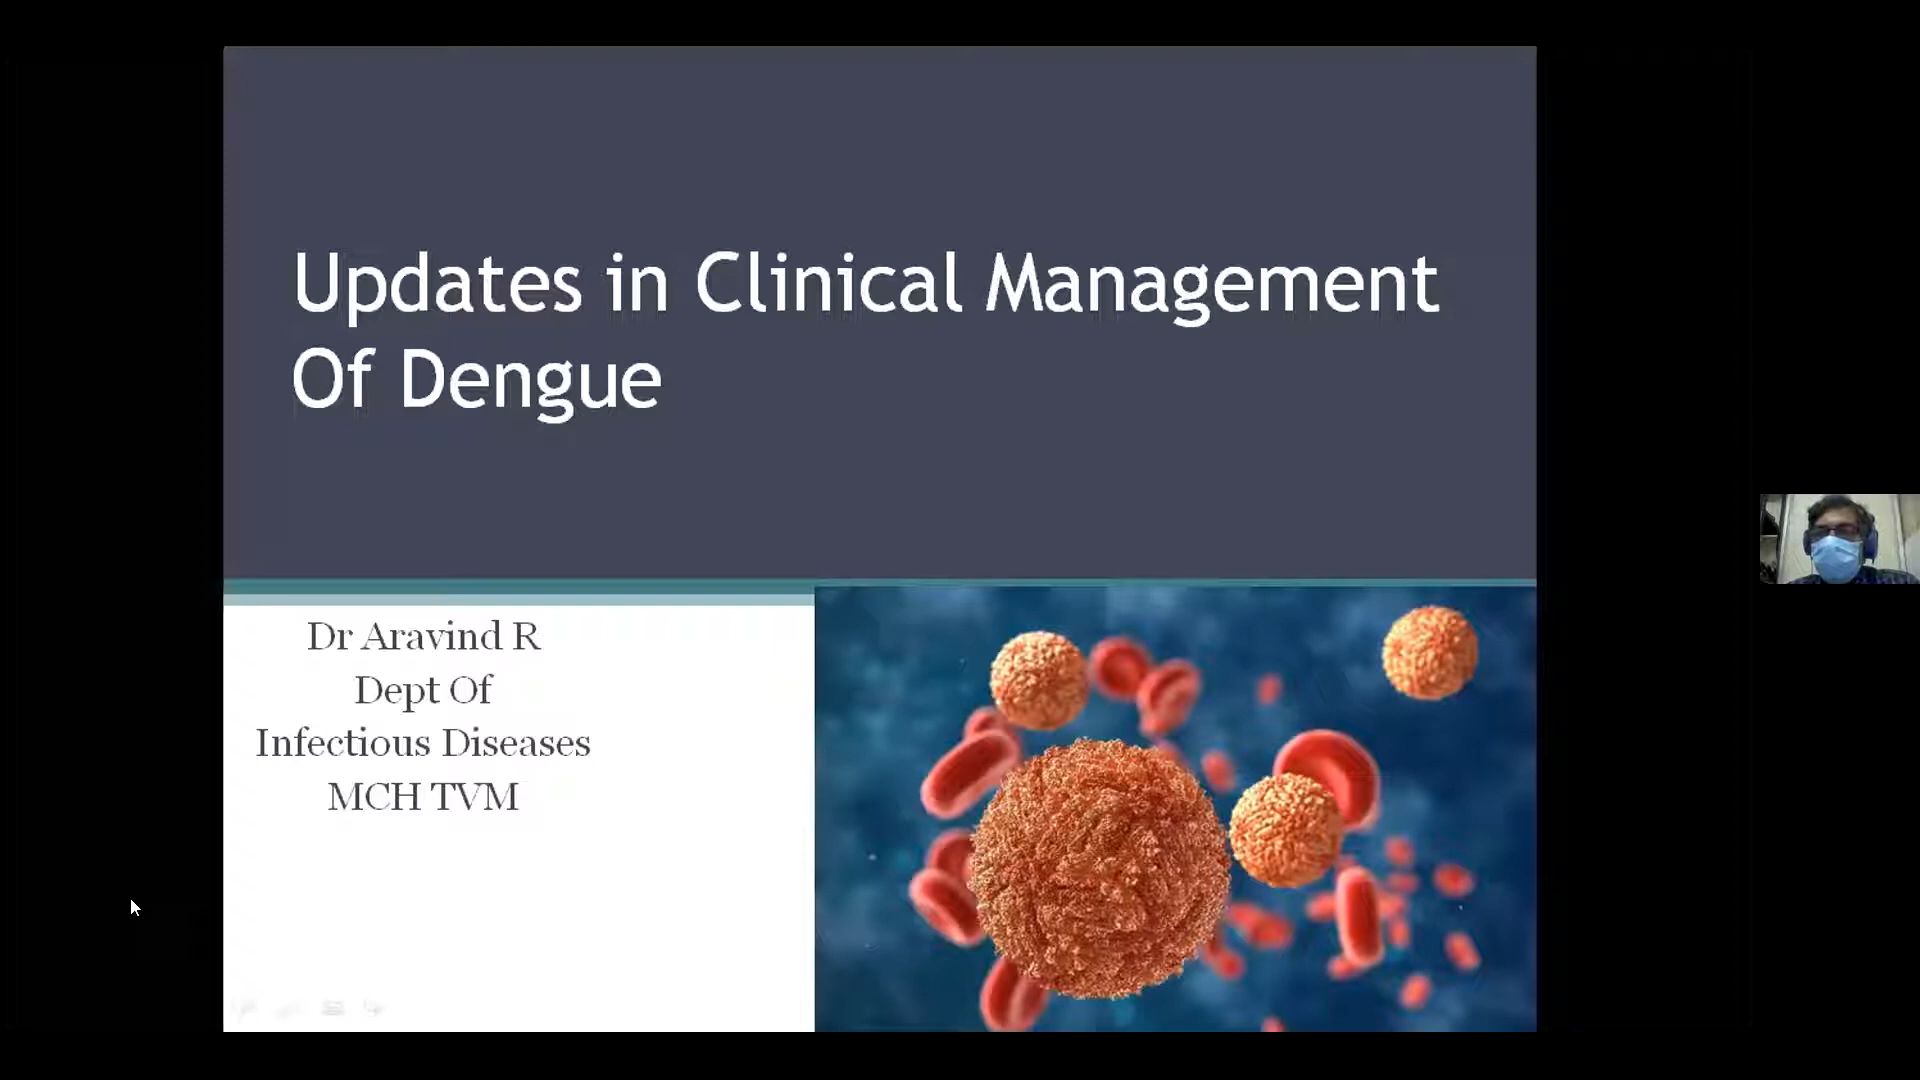 Updates in Clinical Management
Of Dengue
Dr Aravind R
Dept Of
Infectious Diseases
MCH TVM